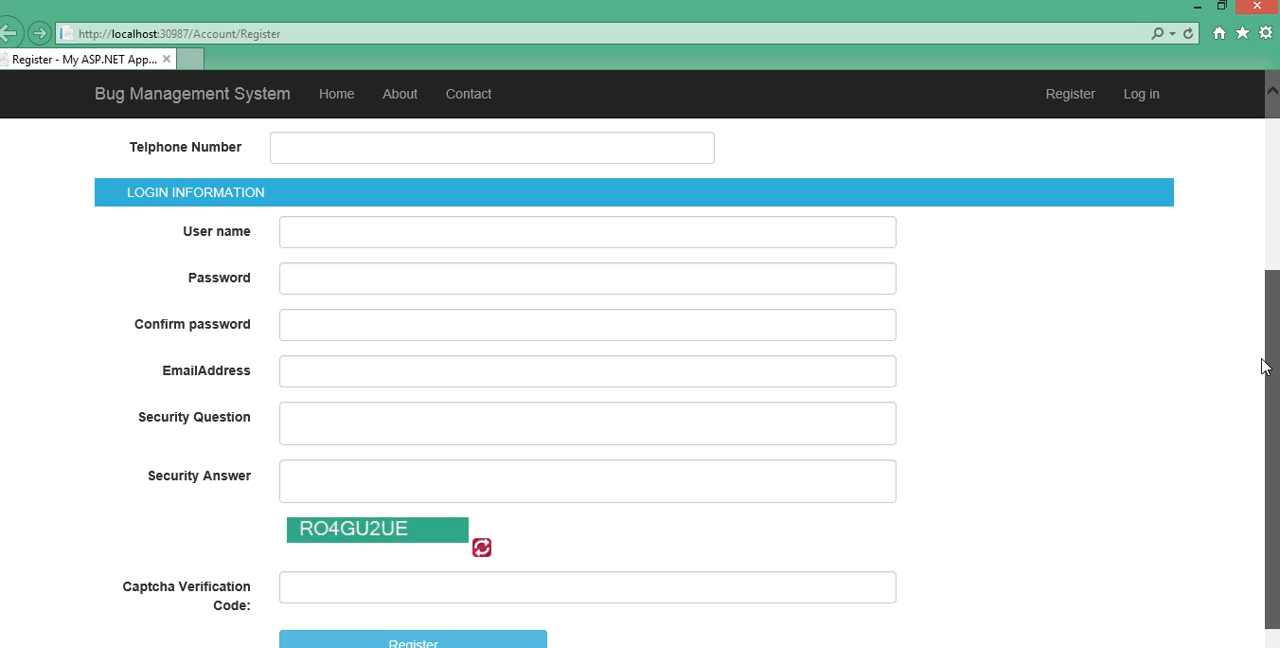 http://localhost:30987/Account/Register
Register - My ASP.NET App...
Bug Management System Home About Contact Register Log in
Telphone Number
LOGIN INFORMATION
User name
Password
Confirm password
EmailAddress
Security Question
Security Answer
RO4GU2UE
Captcha Verification
Code:
Register